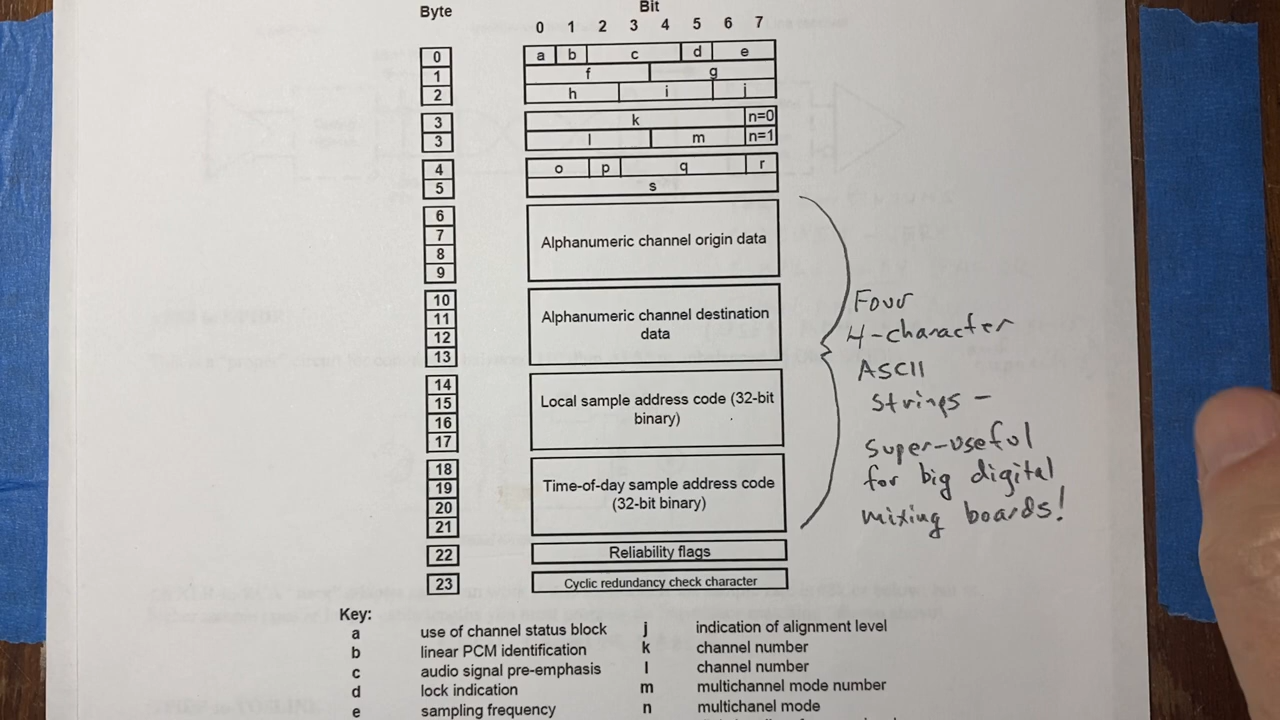 Byte
Bit
0 1 2 3 4 5 6 7
0 a b c d e
1 f g
2 h i j
3 k n=0
3 l m n=1
4 o p q r
5 s
6
7
8
9
Alphanumeric channel origin data
10
11
12
13
Alphanumeric channel destination
data
14
15
16
17
Local sample address code (32-bit
binary)
18
19
20
21
Time-of-day sample address code
(32-bit binary)
22 Reliability flags
23 Cyclic redundancy check character
Four
4-character
ASCII
strings -
super-useful
for big digital
mixing boards!
Key:
a use of channel status block j indication of alignment level
b linear PCM identification k channel number
c audio signal pre-emphasis l channel number
d lock indication m multichannel mode number
e sampling frequency n multichanel mode